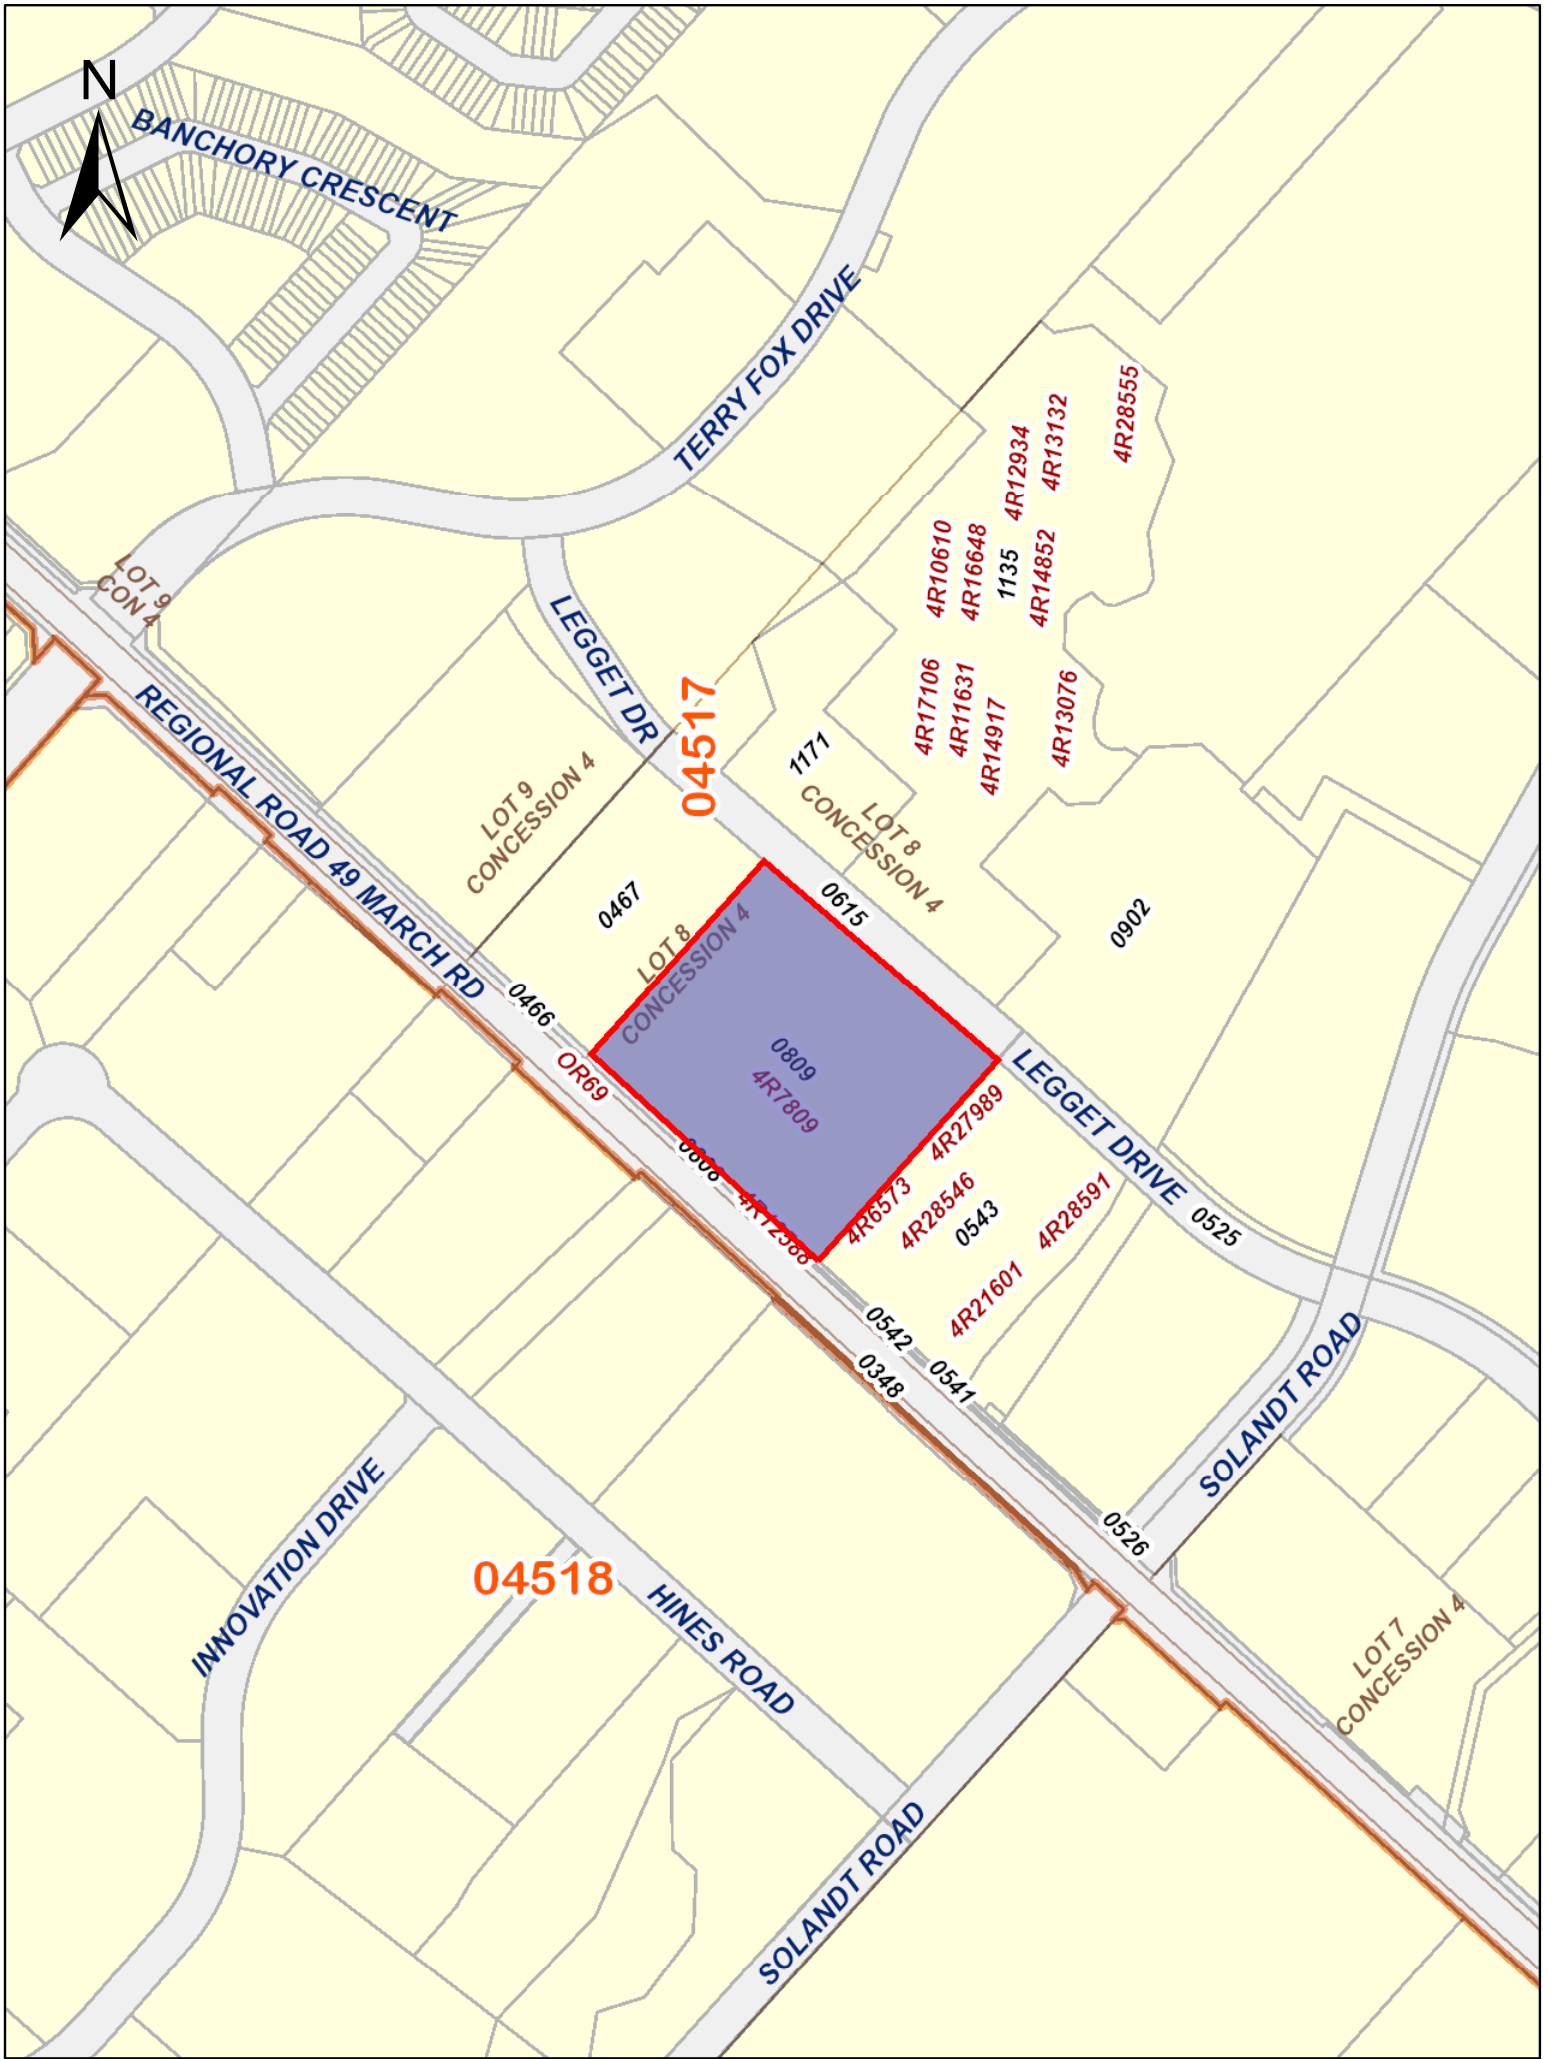 N
BANCHORY CRESCENT
TERRY FOX DRIVE
4R28555
4R13132
4R12934
4R10610
4R16648
1135
4R14852
LOT 9
CON 4
LEGGET DR
4R17106
4R11631
4R14917
4R13076
04517
REGIONAL ROAD 49 MARCH RD
1171
LOT 9
CONCESSION 4
LOT 8
CONCESSION 4
0467
0615
0902
LOT 8
CONCESSION 4
0466
OR69
0809
4R7809
LEGGET DRIVE
4R27989
0808
4R12388
4R6573
4R28546
0543
4R28591
0525
4R21601
0542
0348
0541
SOLANDT ROAD
INNOVATION DRIVE
0526
04518
HINES ROAD
LOT 7
CONCESSION 4
SOLANDT ROAD